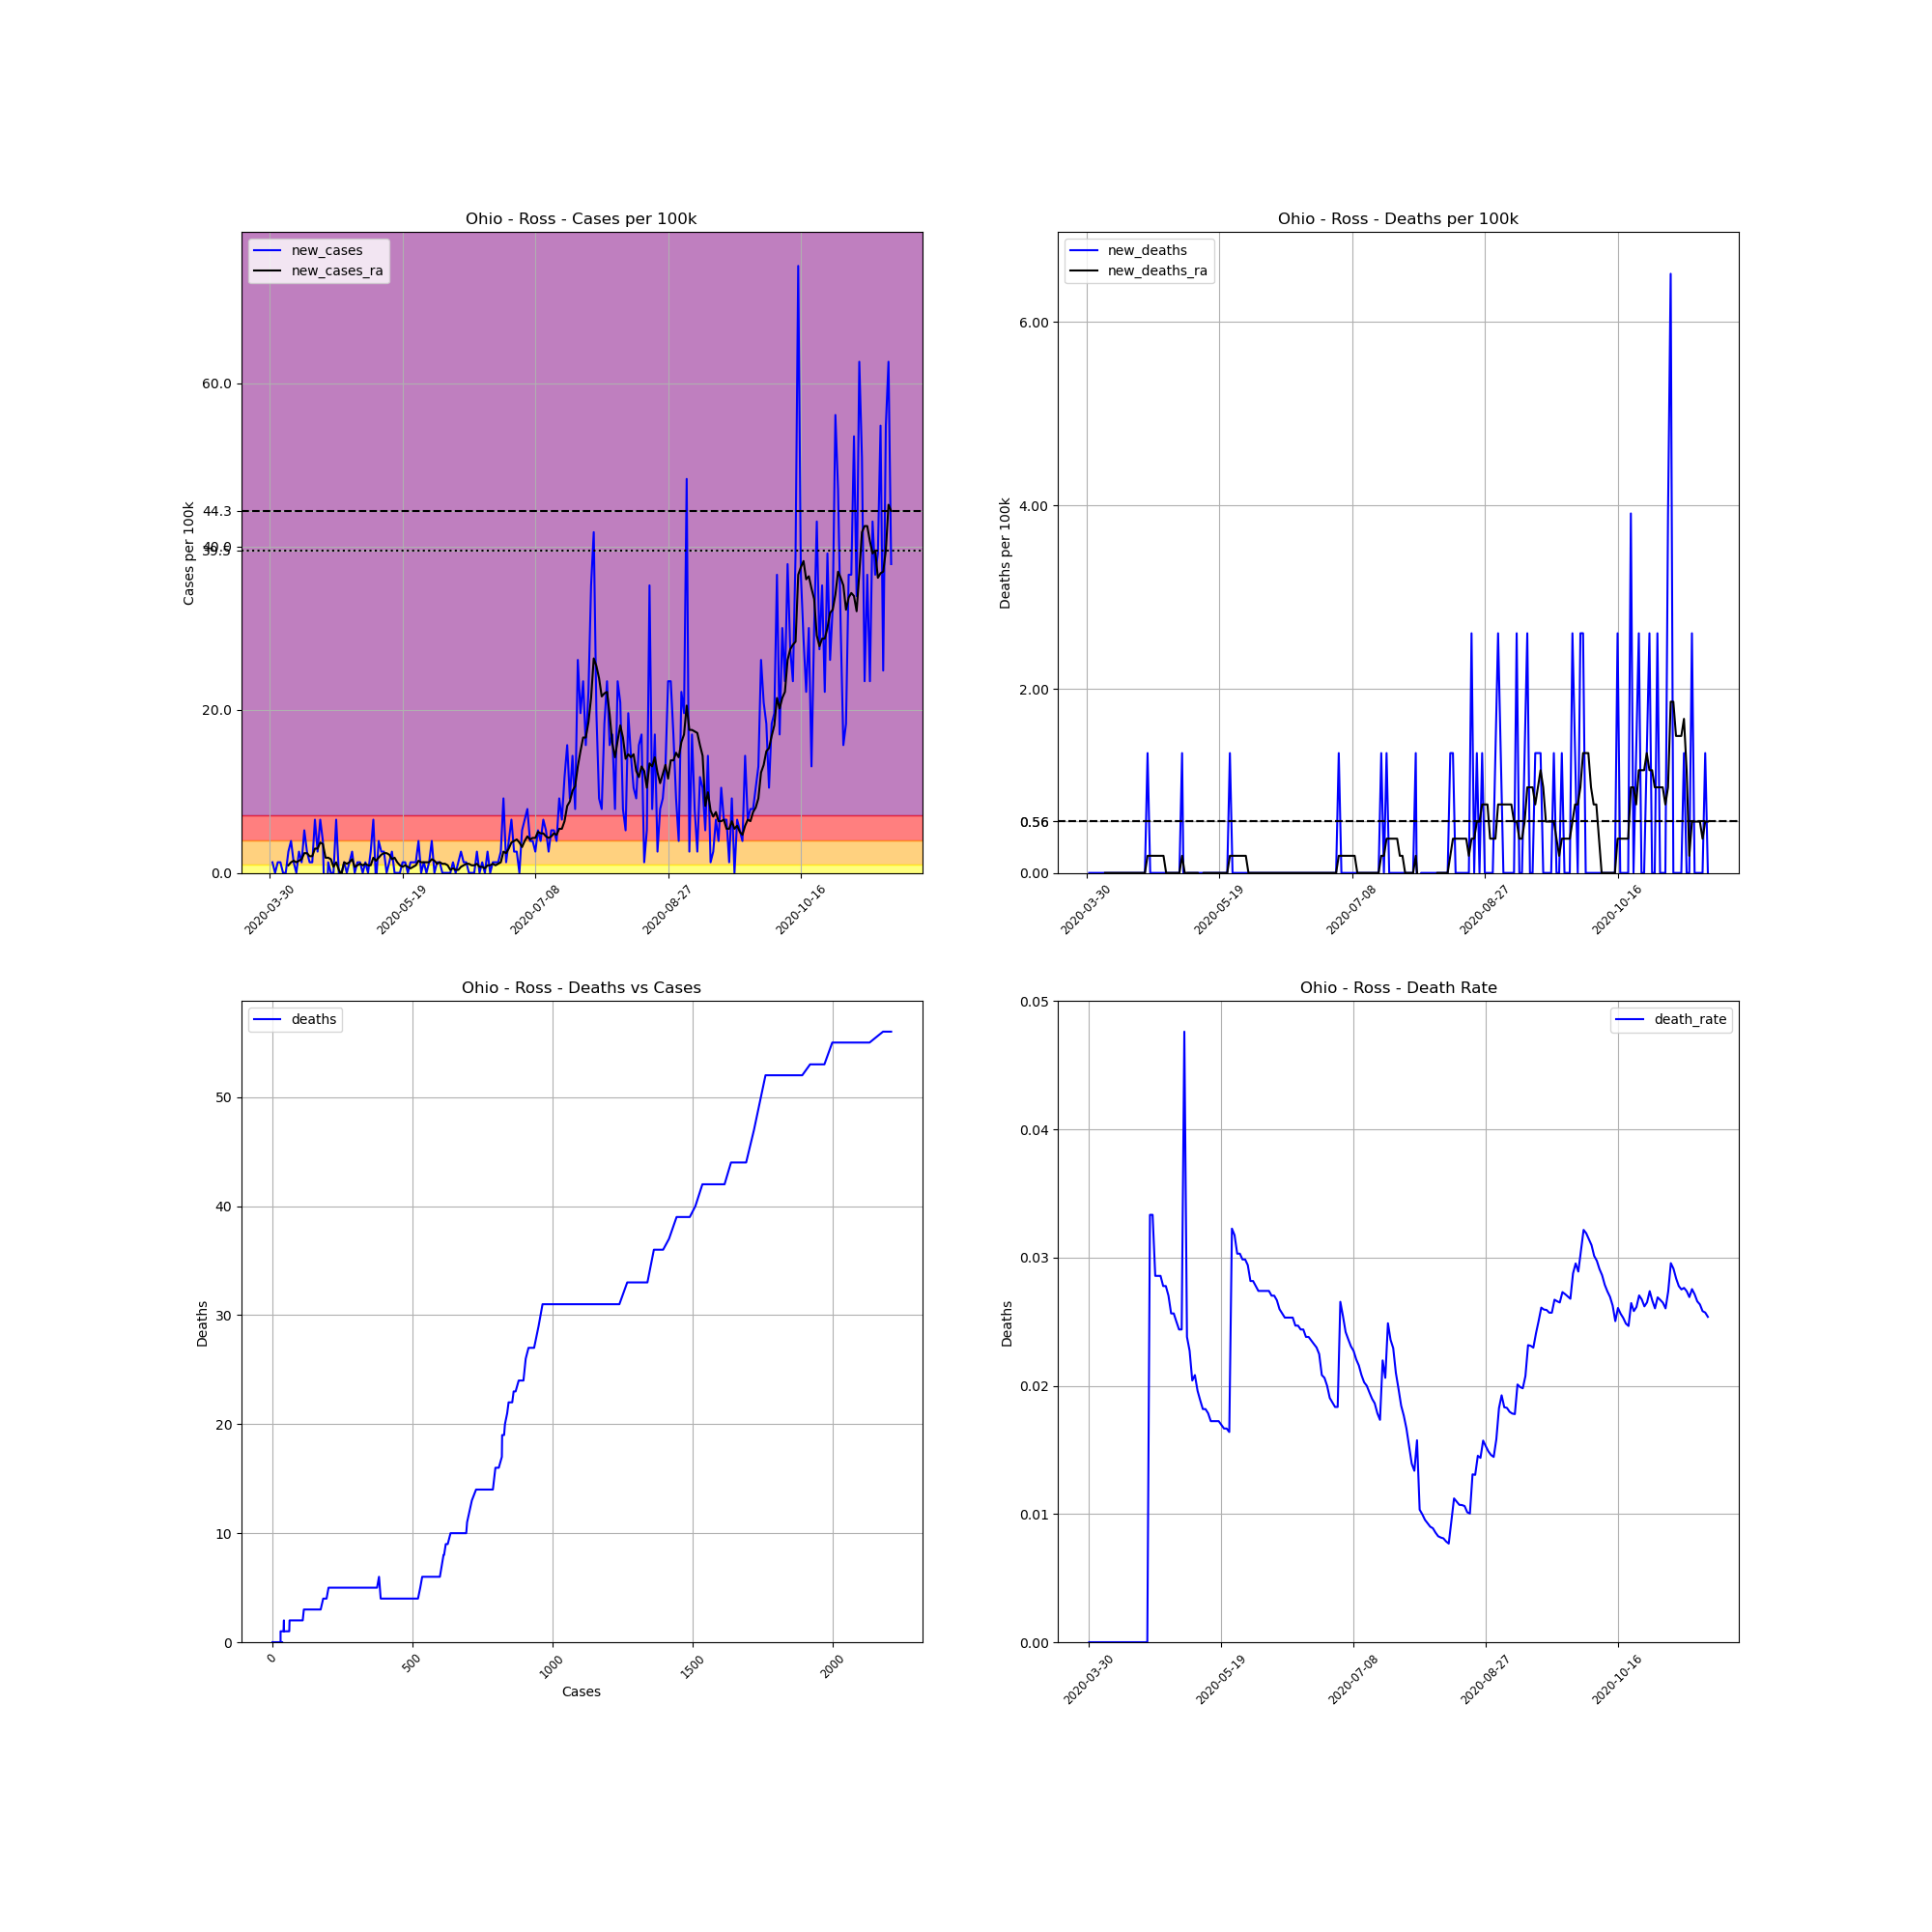 Ohio - Ross - Cases per 100k
new_cases
new_cases_ra
Cases per 100k
60.0
44.3
40.0
39.5
20.0
0.0
2020-03-30
2020-05-19
2020-07-08
2020-08-27
2020-10-16
Ohio - Ross - Deaths per 100k
new_deaths
new_deaths_ra
Deaths per 100k
6.00
4.00
2.00
0.56
0.00
2020-03-30
2020-05-19
2020-07-08
2020-08-27
2020-10-16
Ohio - Ross - Deaths vs Cases
deaths
Deaths
50
40
30
20
10
0
0
500
1000
1500
2000
Cases
Ohio - Ross - Death Rate
death_rate
Deaths
0.05
0.04
0.03
0.02
0.01
0.00
2020-03-30
2020-05-19
2020-07-08
2020-08-27
2020-10-16